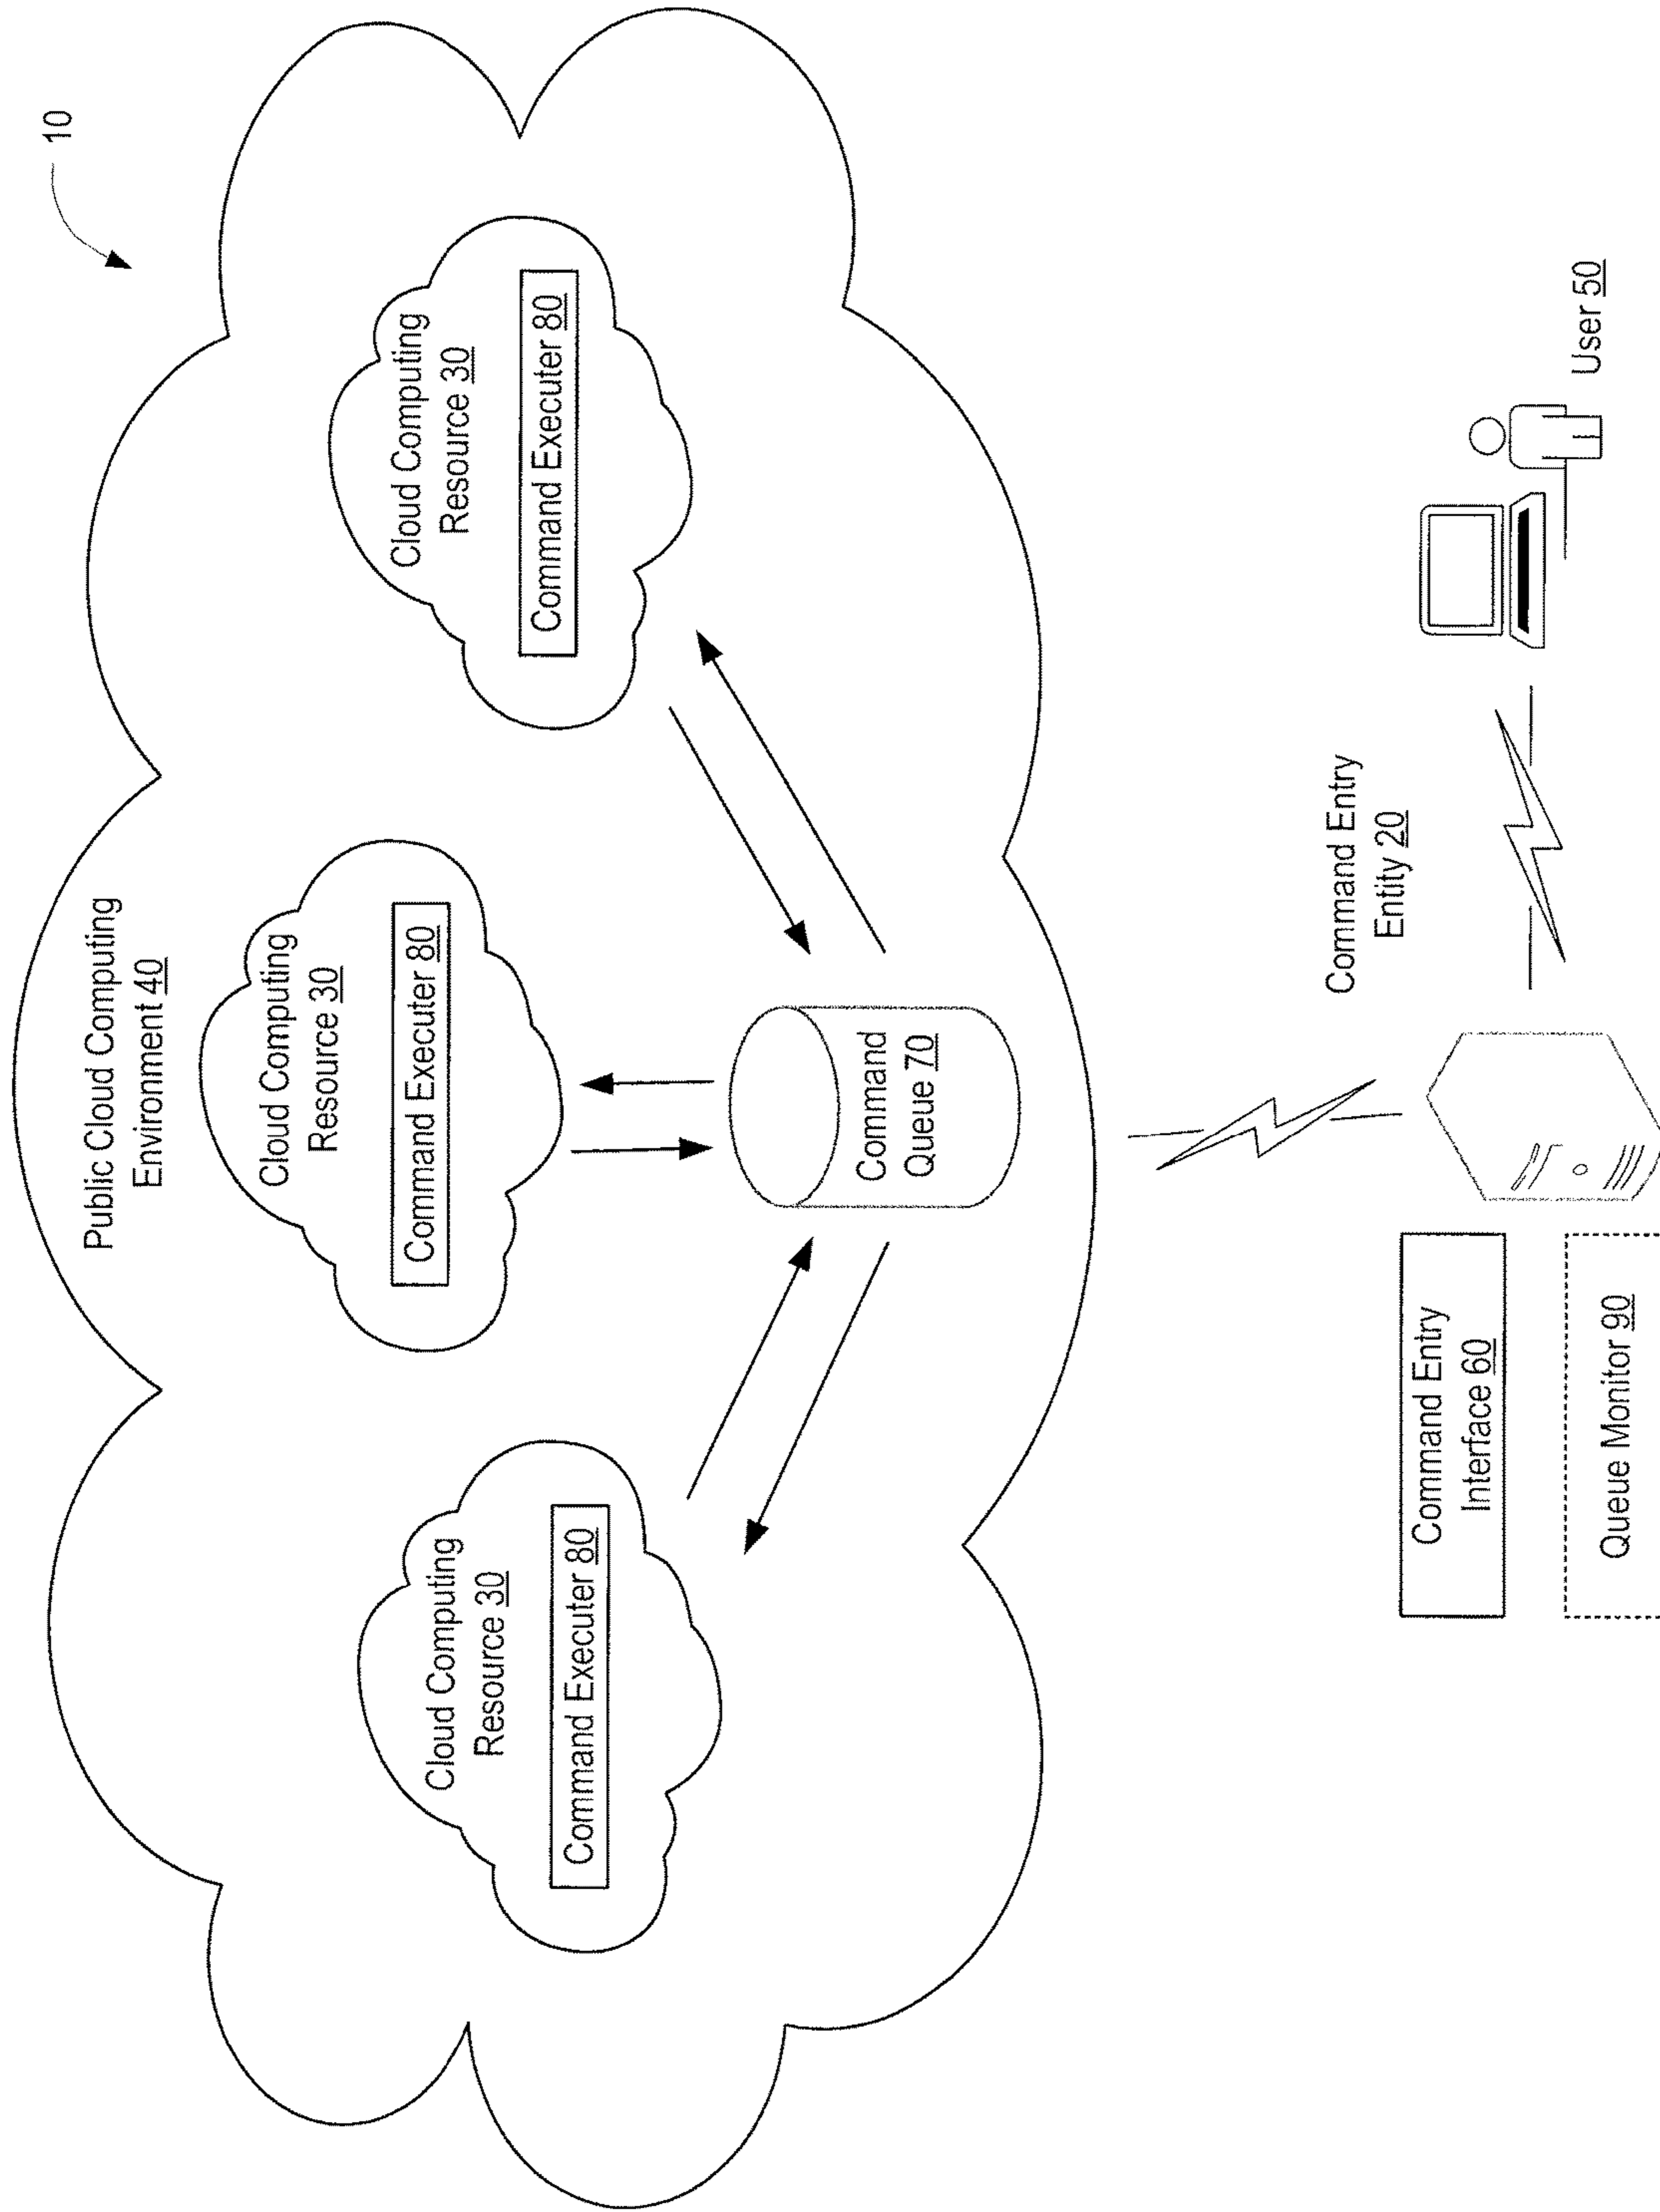 10
Public Cloud Computing
Environment 40
Cloud Computing
Resource 30
Command Executer 80
Cloud Computing
Resource 30
Command Executer 80
Cloud Computing
Resource 30
Command Executer 80
Command
Queue 70
Command Entry
Entity 20
Command Entry
Interface 60
Queue Monitor 90
User 50